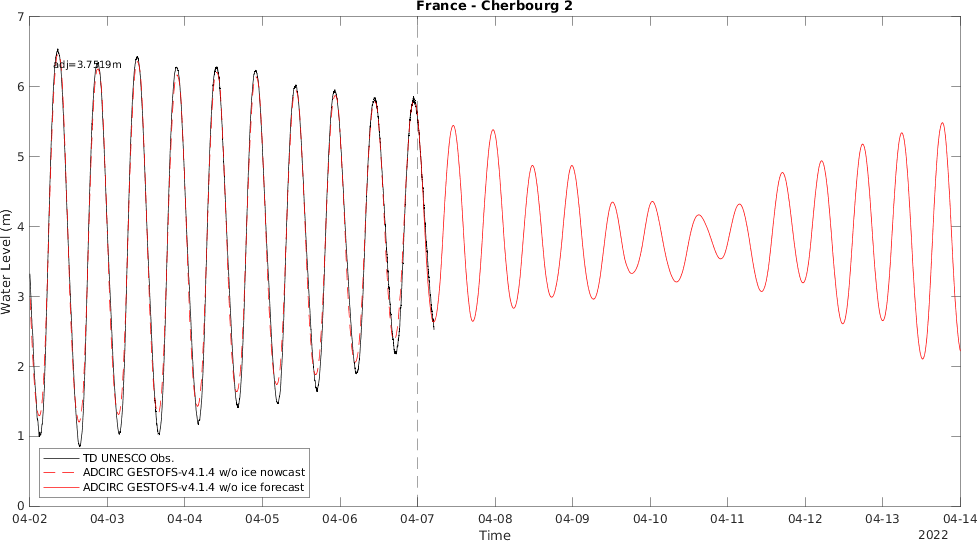 France - Cherbourg 2
adj=3.7519m
Water Level (m)
7
6
5
4
3
2
1
0
TD UNESCO Obs.
ADCIRC GESTOFS-v4.1.4 w/o ice nowcast
ADCIRC GESTOFS-v4.1.4 w/o ice forecast
04-02 04-03 04-04 04-05 04-06 04-07 04-08 04-09 04-10 04-11 04-12 04-13 04-14
Time
2022